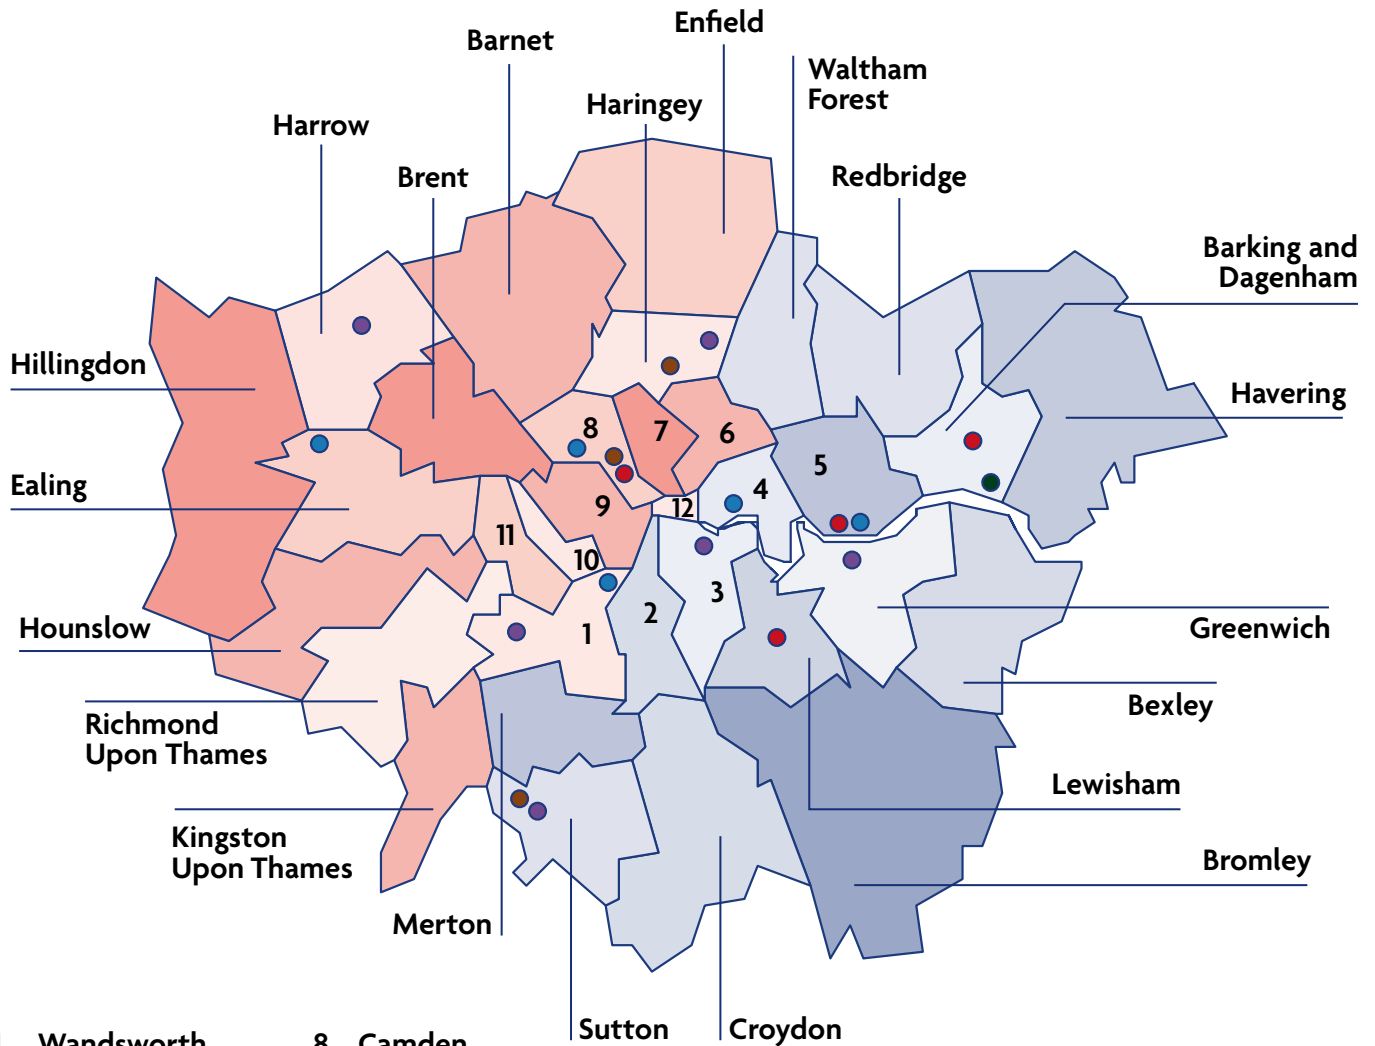 Enfield
Barnet
Waltham
Forest
Haringey
Harrow
Brent
Redbridge
Barking and
Dagenham
Hillingdon
Havering
8
7
6
5
Ealing
4
9
12
11
10
3
2
1
Hounslow
Greenwich
Richmond
Upon Thames
Bexley
Lewisham
Kingston
Upon Thames
Bromley
Merton
Sutton
Croydon
Wandsworth
8 Camden